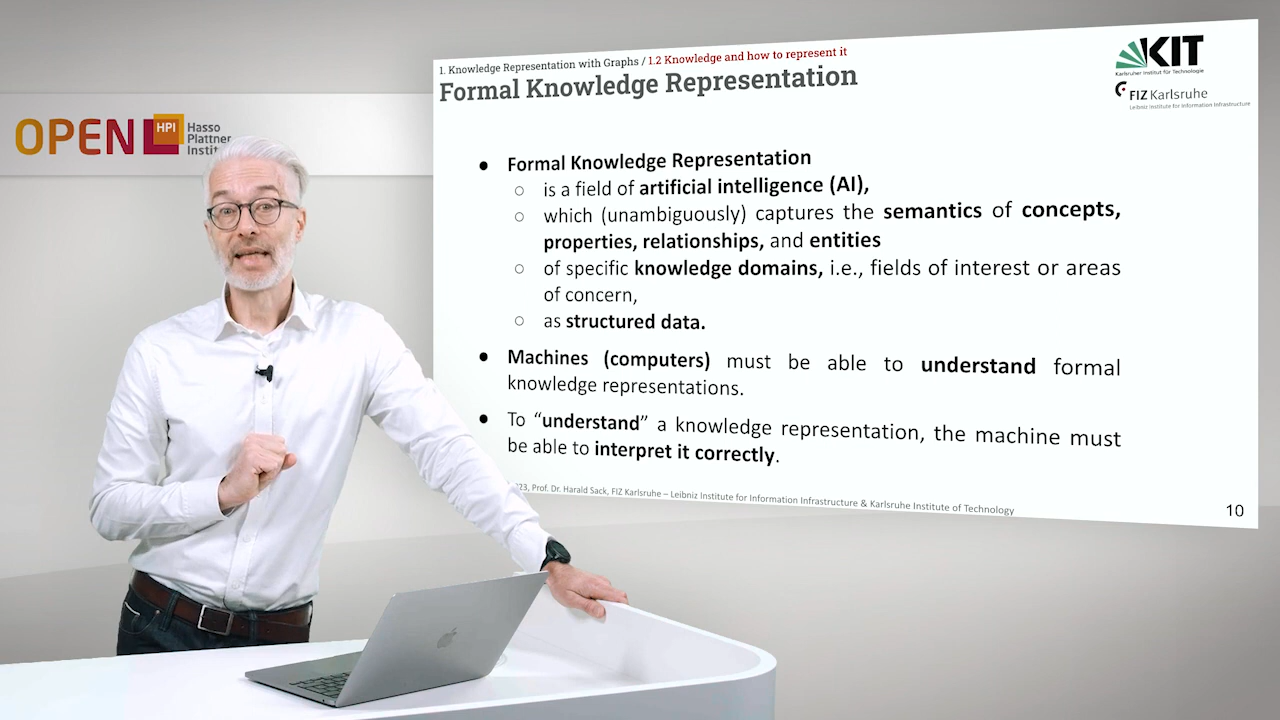 OPEN HPI Hasso
Plattner
1. Knowledge Representation with Graphs / 1.2 Knowledge and how to represent it
Formal Knowledge Representation
KIT
Karlsruher Institut für Technologie
FIZ Karlsruhe
Leibniz Institute for Information Infrastructure
● Formal Knowledge Representation
○ is a field of artificial intelligence (AI),
○ which (unambiguously) captures the semantics of concepts,
properties, relationships, and entities
○ of specific knowledge domains, i.e., fields of interest or areas
of concern,
○ as structured data.
● Machines (computers) must be able to understand formal
knowledge representations.
● To “understand” a knowledge representation, the machine must
be able to interpret it correctly.
Prof. Dr. Harald Sack, FIZ Karlsruhe – Leibniz Institute for Information Infrastructure & Karlsruhe Institute of Technology
10